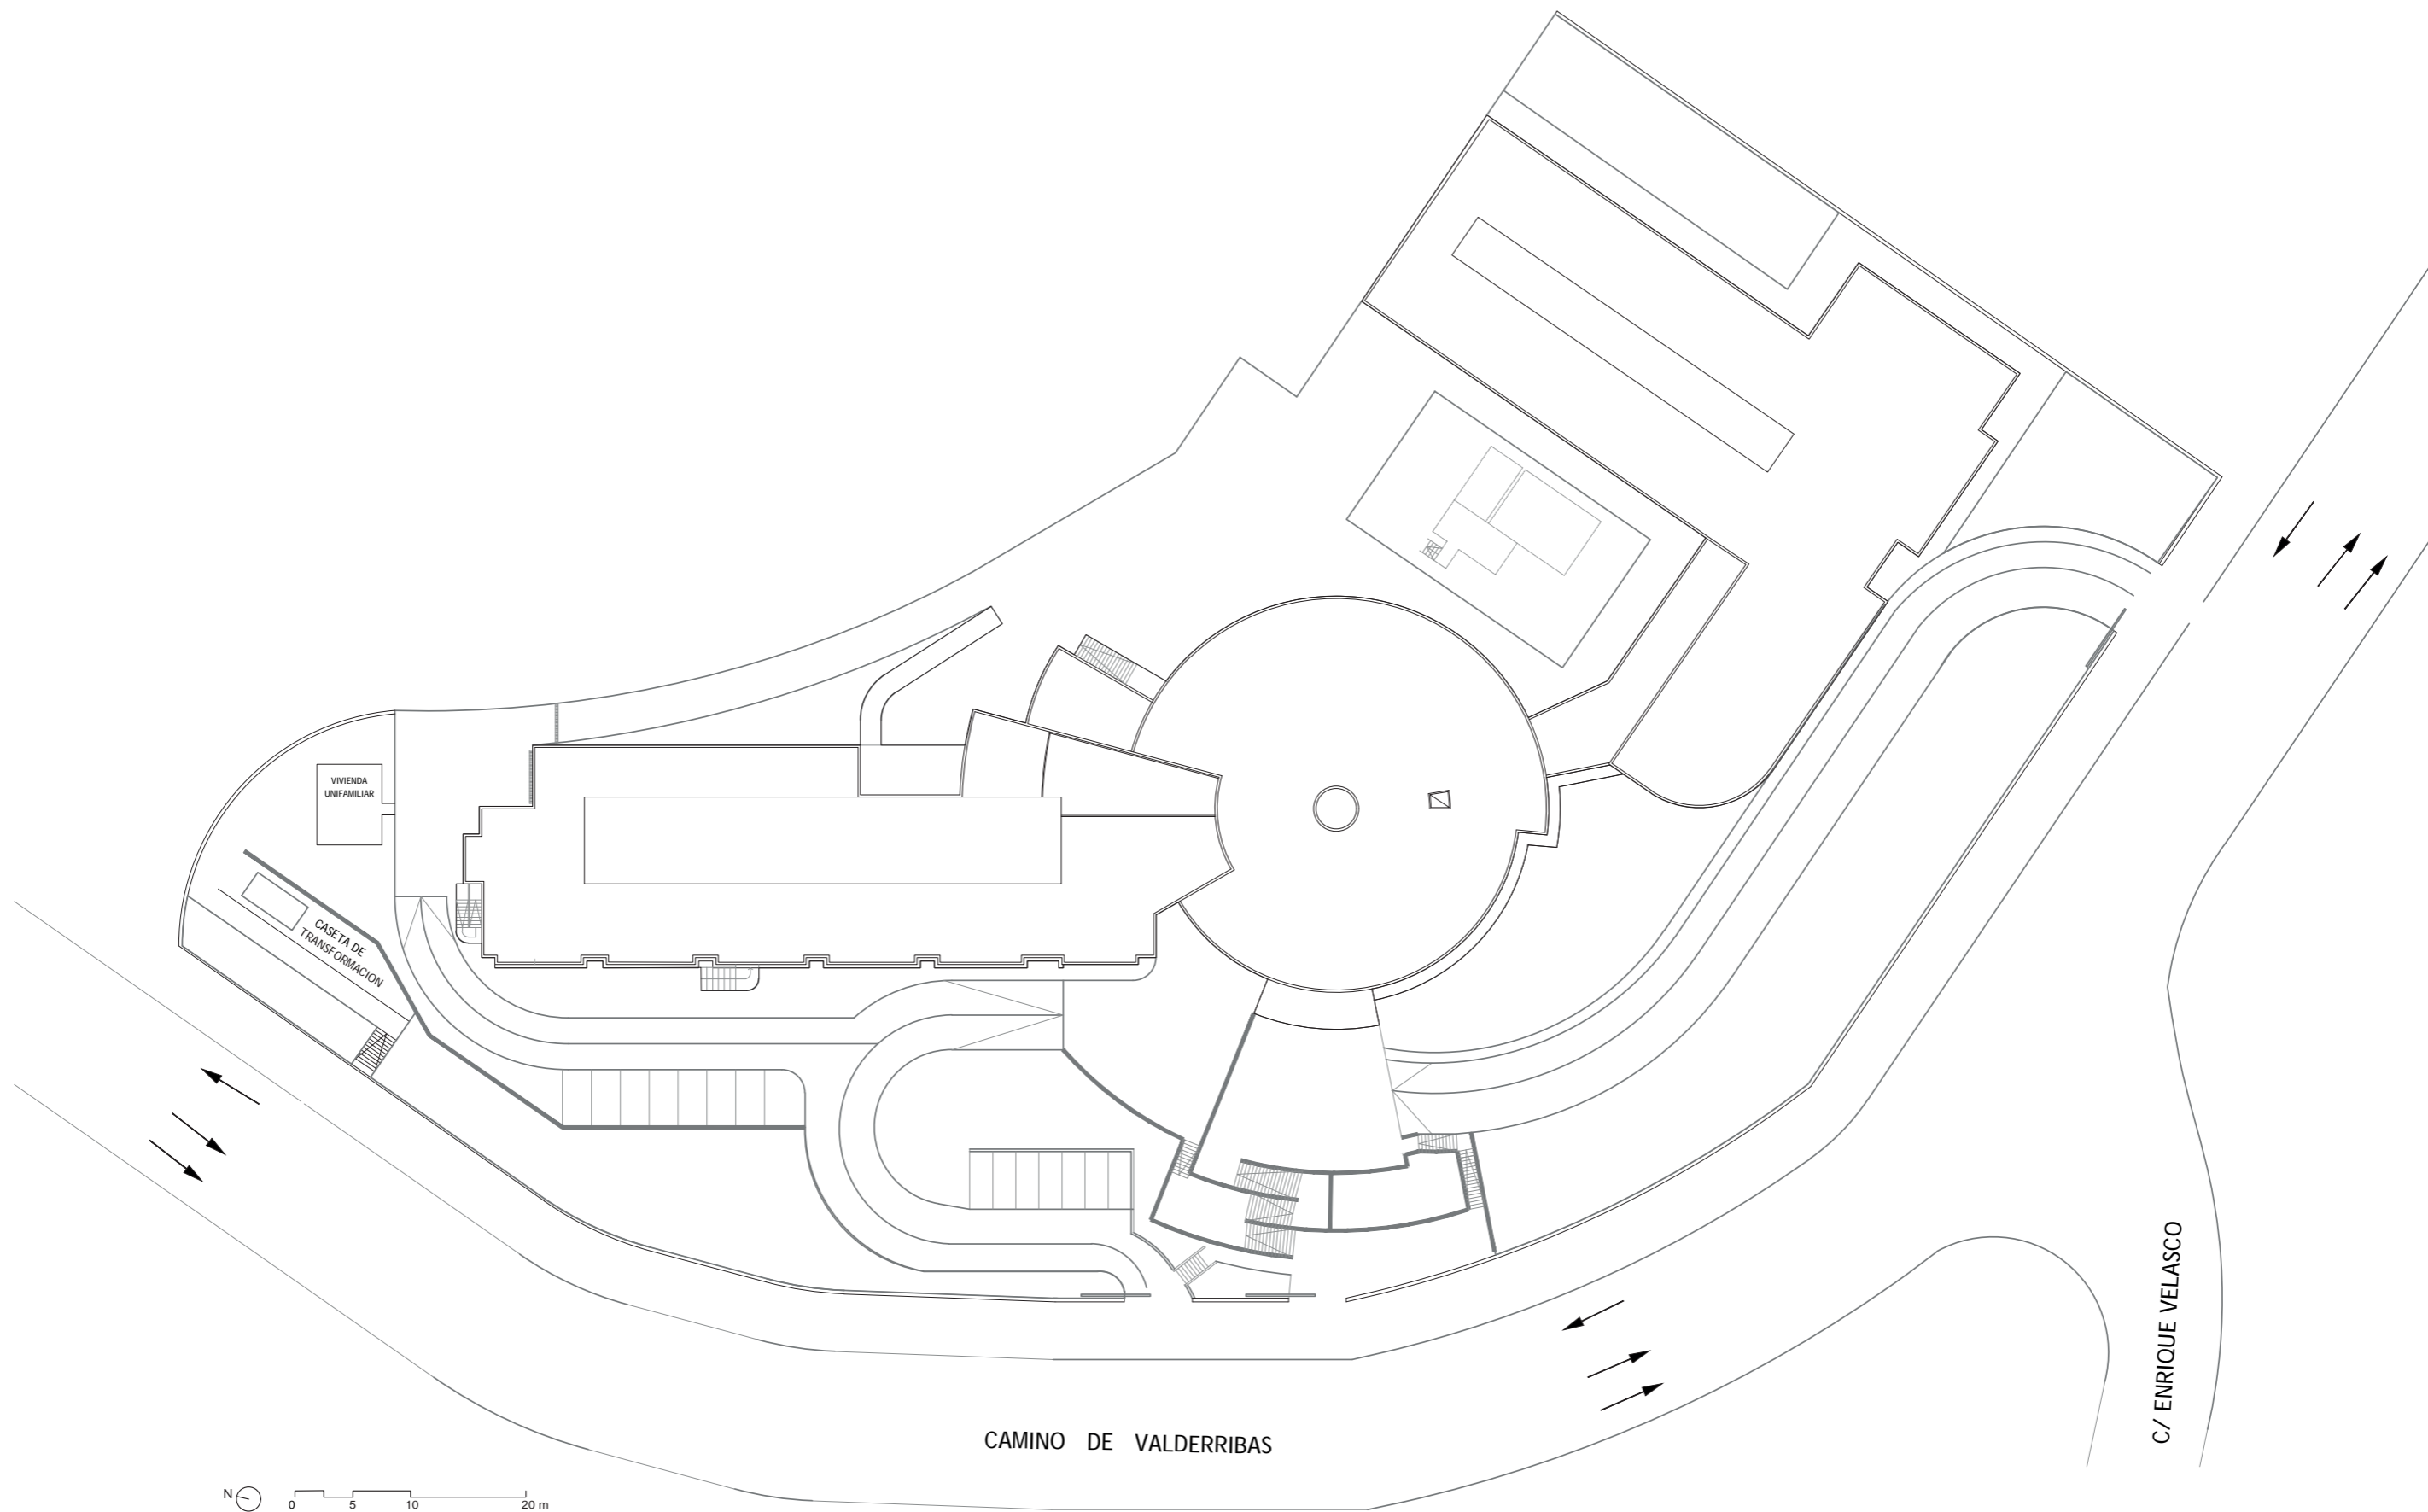 VIVIENDA
UNIFAMILIAR
CASETA DE
TRANSFORMACION
CAMINO DE VALDERRIBAS
C/ ENRIQUE VELASCO
N
0 5 10 20 m